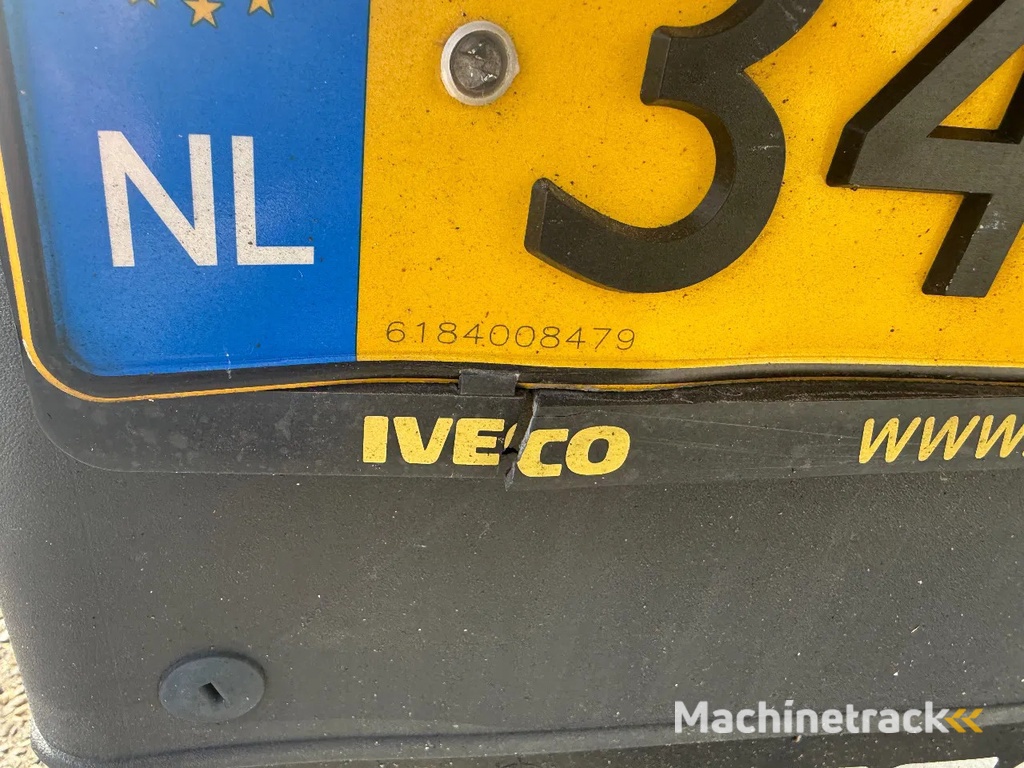 NL
34
6184008479
IVECO www.
Machinetrack